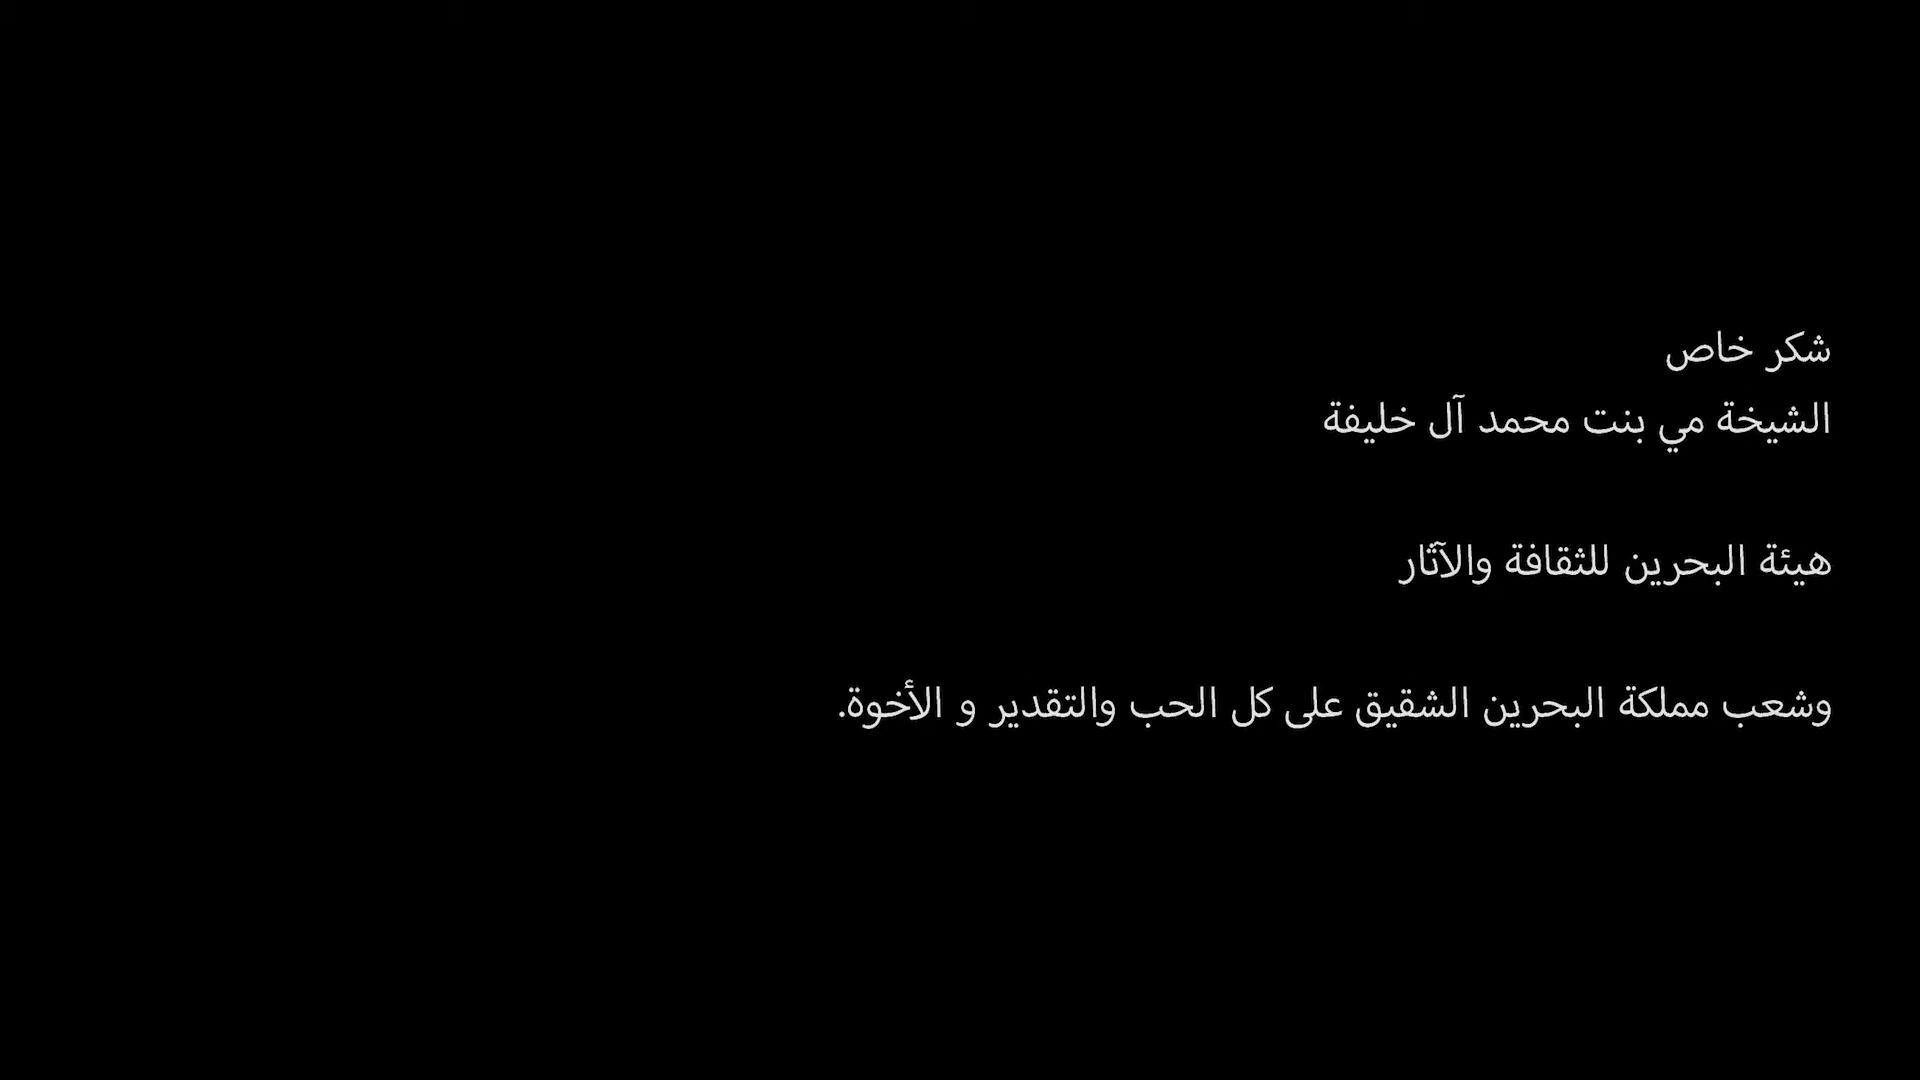 شكر خاص
الشيخة مي بنت محمد آل خليفة
هيئة البحرين للثقافة والآثار
وشعب مملكة البحرين الشقيق على كل الحب والتقدير و الأخوة.